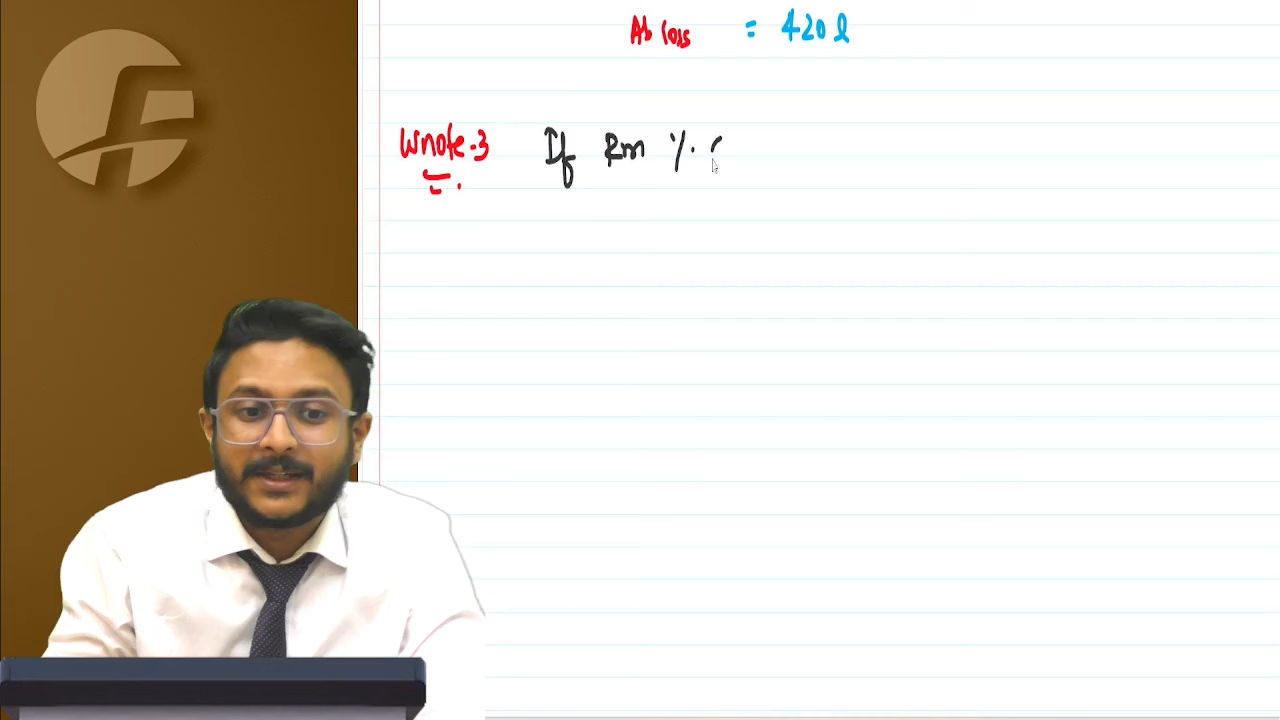 Ab loss = 420 l
Wnote-3 If Rm %.